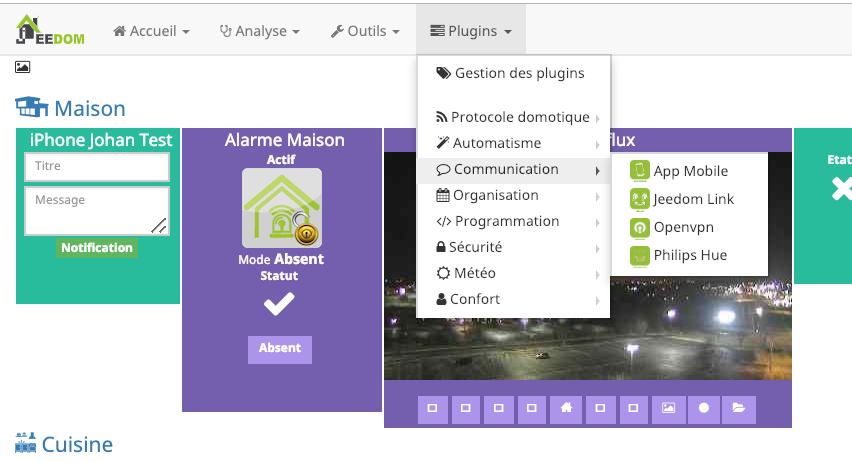 JEEDOM
Accueil
Analyse
Outils
Plugins
Gestion des plugins
Protocole domotique
Automatisme
Communication
Organisation
Programmation
Sécurité
Météo
Confort
App Mobile
Jeedom Link
Openvpn
Philips Hue
Maison
iPhone Johan Test
Titre
Message
Notification
Alarme Maison
Actif
Mode Absent
Statut
Absent
flux
Etat
Cuisine